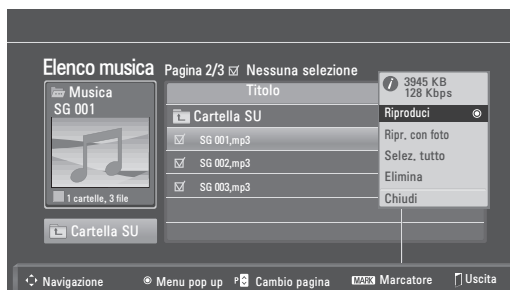 Elenco musica Pagina 2/3 Nessuna selezione
Musica
SG 001
1 cartelle, 3 file
Cartella SU
Titolo
Cartella SU
SG 001,mp3
SG 002,mp3
SG 003,mp3
3945 KB
128 Kbps
Riproduci
Ripr. con foto
Selez. tutto
Elimina
Chiudi
Navigazione Menu pop up P Cambio pagina MARK Marcatore Uscita